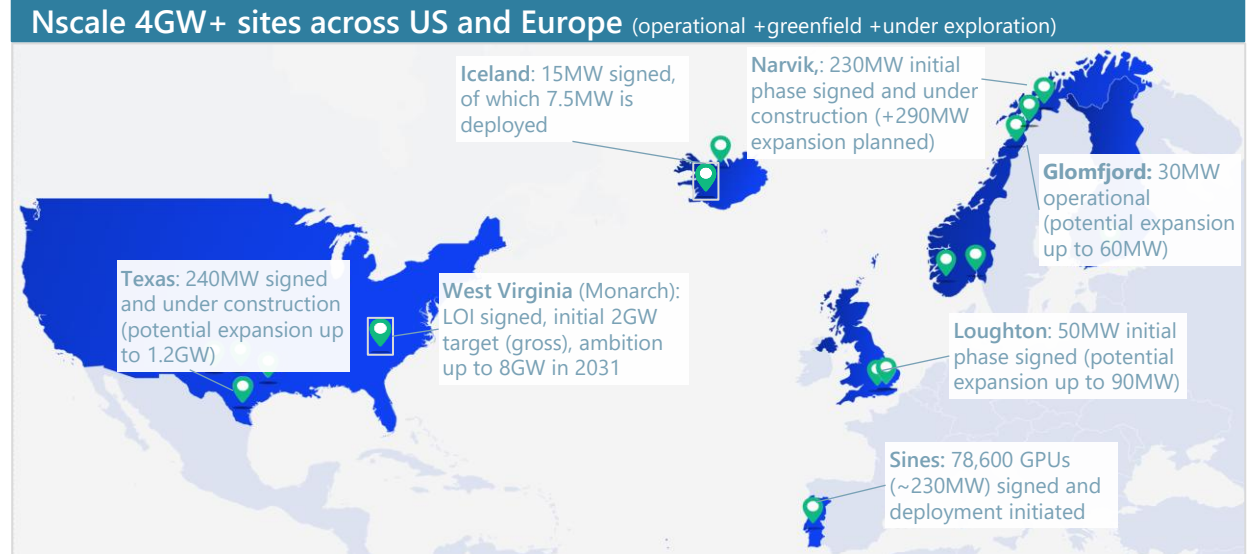 Nscale 4GW+ sites across US and Europe (operational +greenfield +under exploration)
Iceland: 15MW signed,
of which 7.5MW is
deployed
Narvik,: 230MW initial
phase signed and under
construction (+290MW
expansion planned)
Glomfjord: 30MW
operational
(potential expansion
up to 60MW)
Texas: 240MW signed
and under construction
(potential expansion up
to 1.2GW)
West Virginia (Monarch):
LOI signed, initial 2GW
target (gross), ambition
up to 8GW in 2031
Loughton: 50MW initial
phase signed (potential
expansion up to 90MW)
Sines: 78,600 GPUs
(~230MW) signed and
deployment initiated